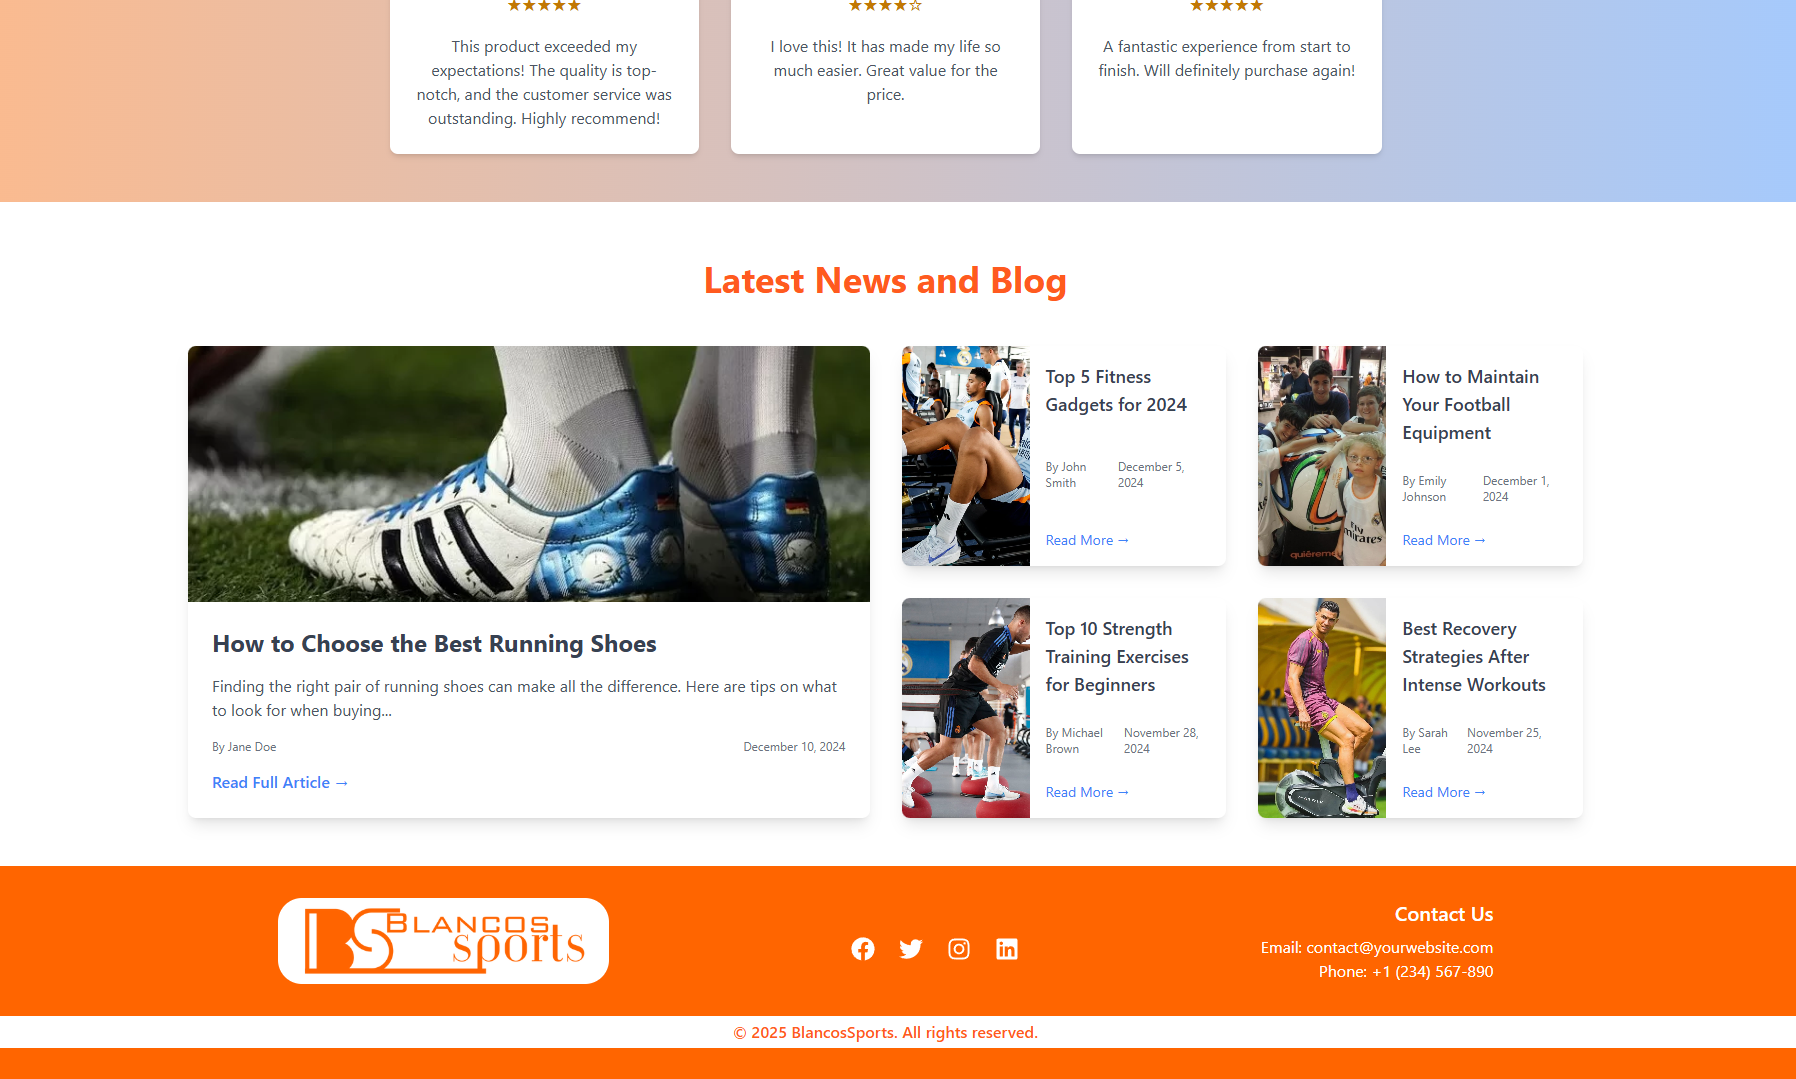 ★★★★★
This product exceeded my
expectations! The quality is top-
notch, and the customer service was
outstanding. Highly recommend!
★★★★☆
I love this! It has made my life so
much easier. Great value for the
price.
★★★★★
A fantastic experience from start to
finish. Will definitely purchase again!
Latest News and Blog
How to Choose the Best Running Shoes
Finding the right pair of running shoes can make all the difference. Here are tips on what
to look for when buying...
By Jane Doe
December 10, 2024
Read Full Article →
Top 5 Fitness
Gadgets for 2024
By John
Smith
December 5,
2024
Read More →
quiéreme
Fly
Emirates
How to Maintain
Your Football
Equipment
By Emily
Johnson
December 1,
2024
Read More →
Top 10 Strength
Training Exercises
for Beginners
By Michael
Brown
November 28,
2024
Read More →
Best Recovery
Strategies After
Intense Workouts
By Sarah
Lee
November 25,
2024
Read More →
BS BLANCOS
sports
Contact Us
Email: contact@yourwebsite.com
Phone: +1 (234) 567-890
© 2025 BlancosSports. All rights reserved.